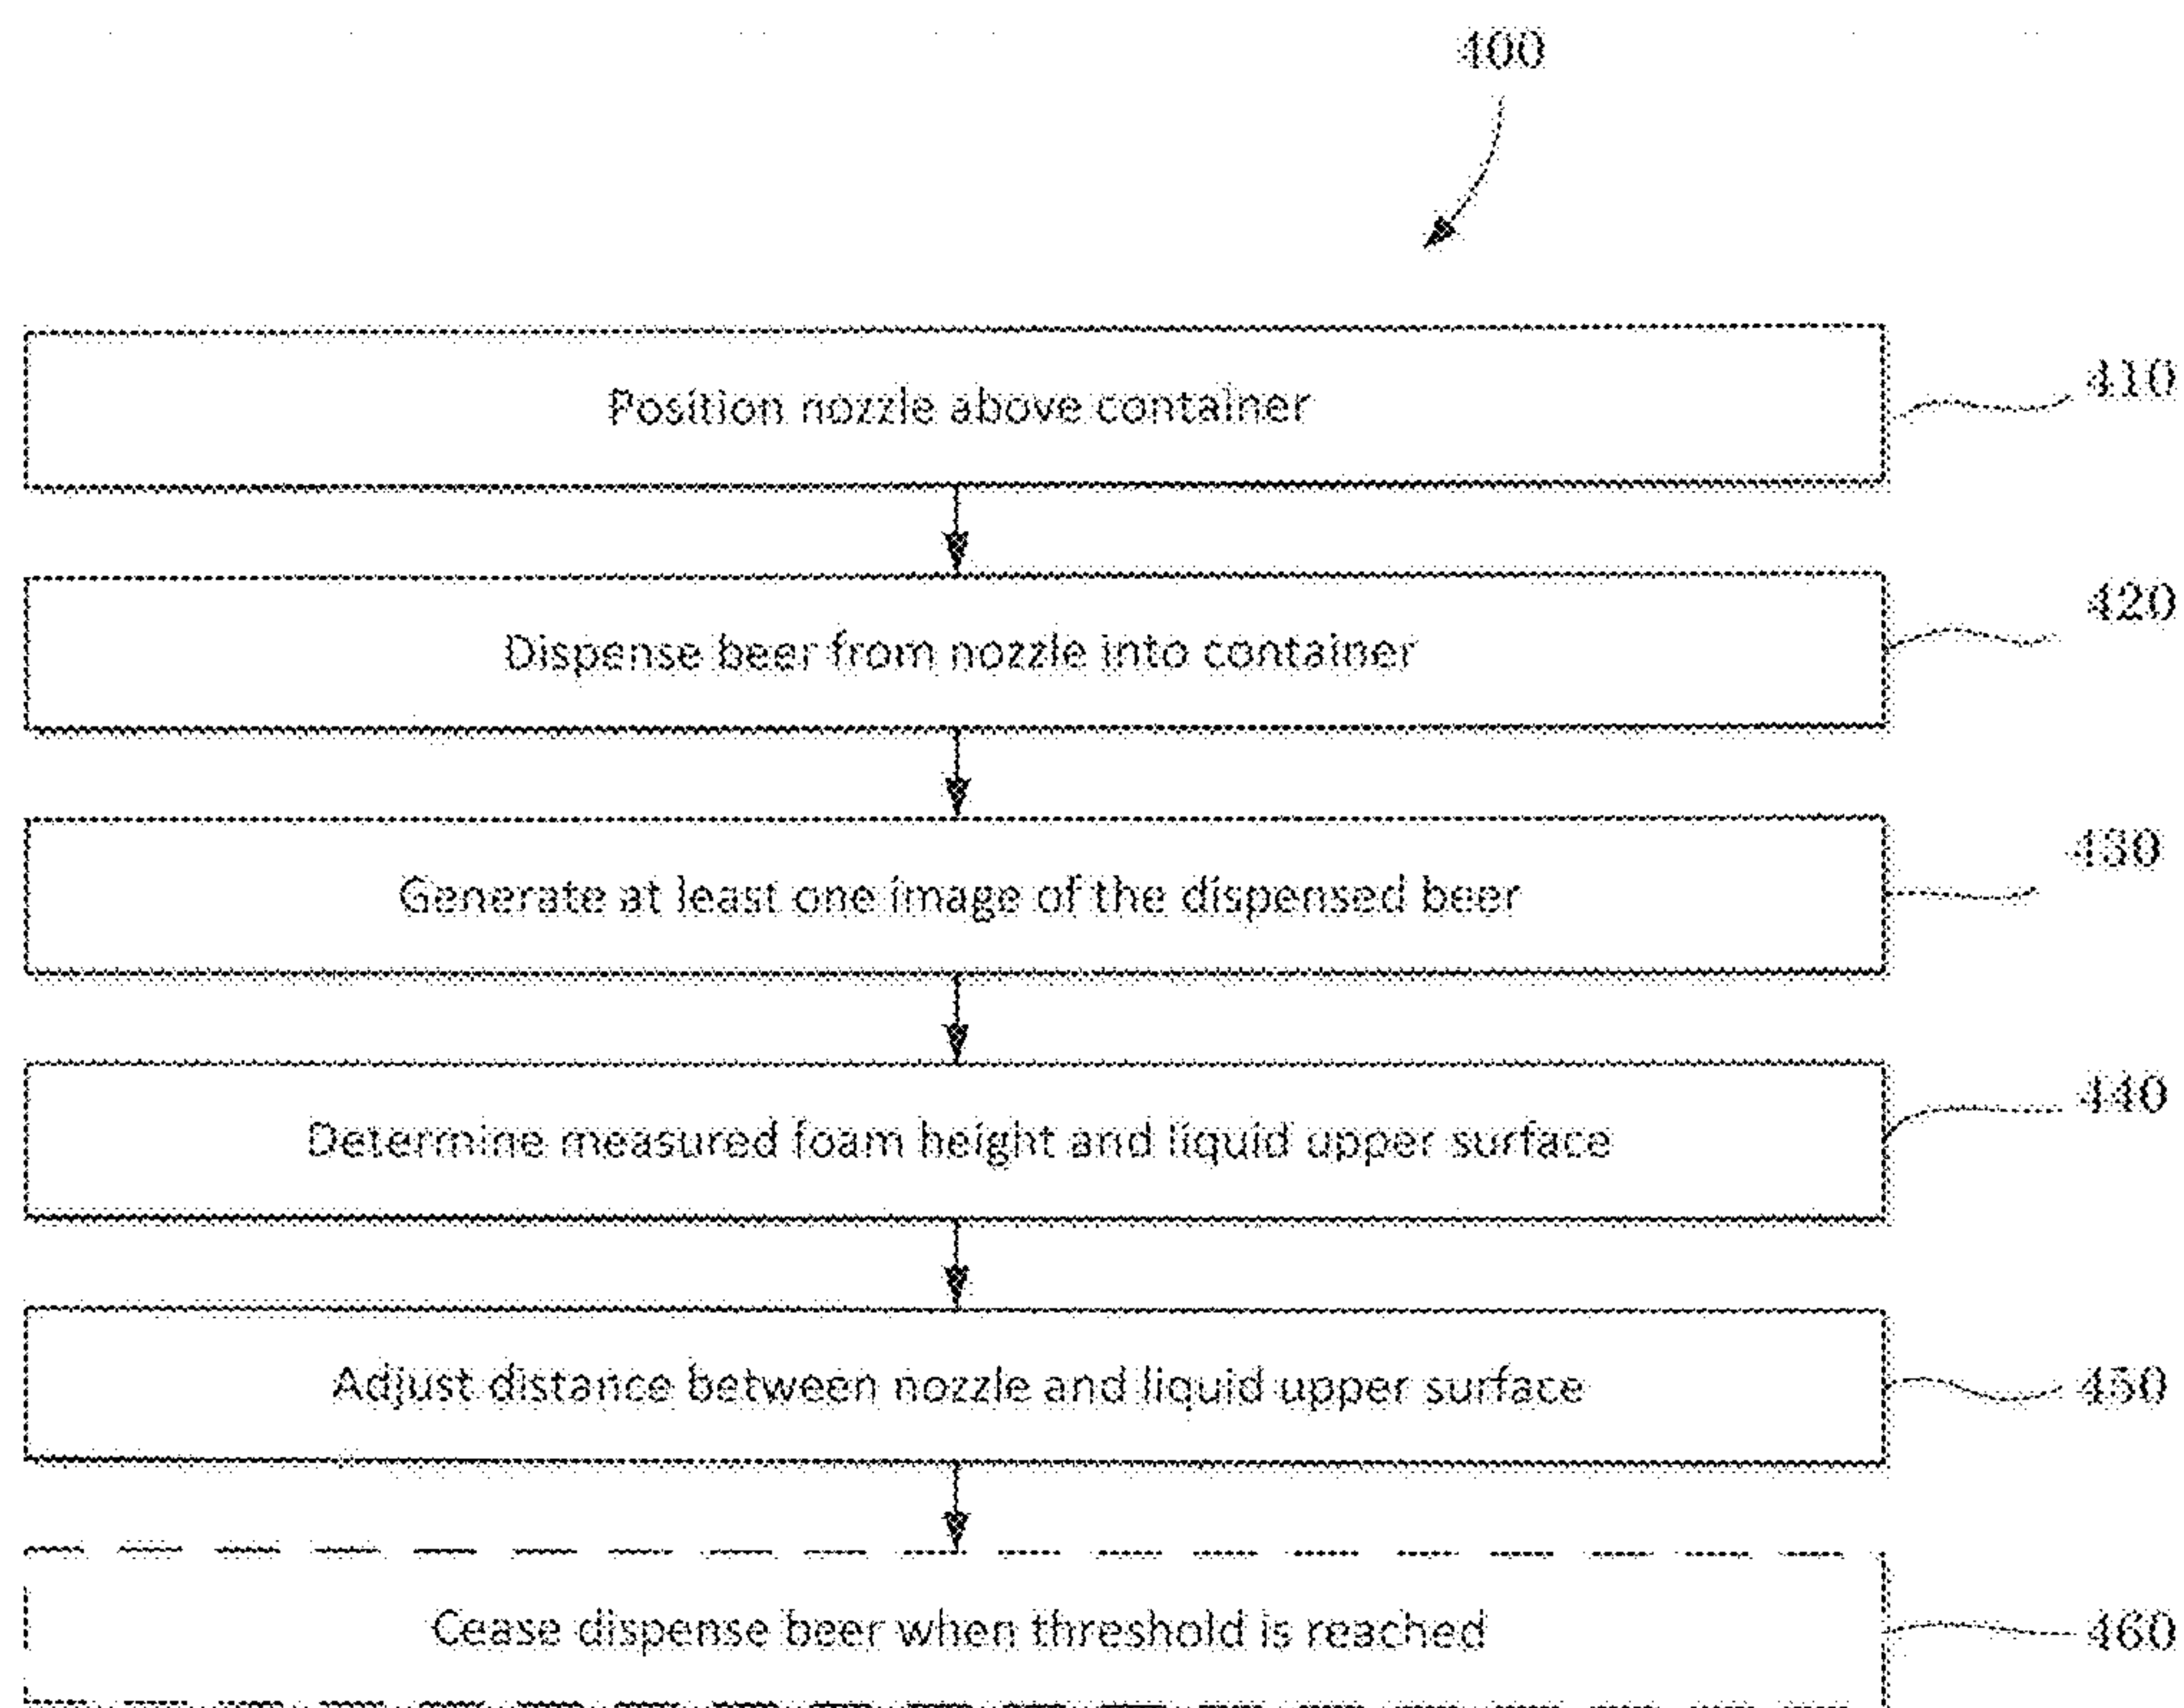 400
Position nozzle above container
410
Dispense beer from nozzle into container
420
Generate at least one image of the dispensed beer
430
Determine measured foam height and liquid upper surface
440
Adjust distance between nozzle and liquid upper surface
450
Cease dispense beer when threshold is reached
460